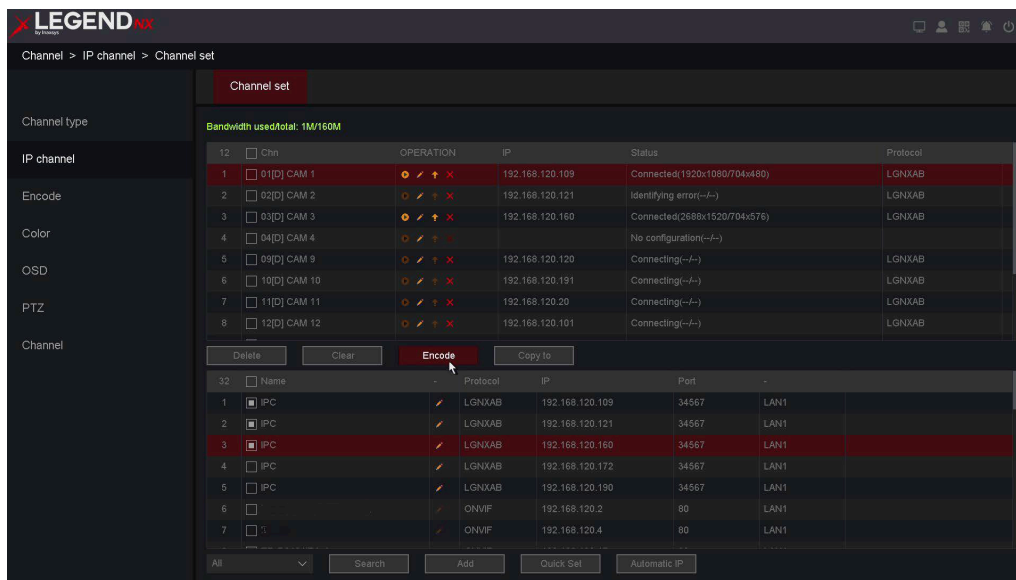 LEGEND NX
by Inaxsys
Channel > IP channel > Channel set
Channel set
Channel type
IP channel
Encode
Color
OSD
PTZ
Channel
Bandwidth used/total: 1M/160M
12 Chn OPERATION IP Status Protocol
1 01[D] CAM 1 192.168.120.109 Connected(1920x1080/704x480) LGNXAB
2 02[D] CAM 2 192.168.120.121 Identifying error(--/--) LGNXAB
3 03[D] CAM 3 192.168.120.160 Connected(2688x1520/704x576) LGNXAB
4 04[D] CAM 4 No configuration(--/--)
5 09[D] CAM 9 192.168.120.120 Connecting(--/--) LGNXAB
6 10[D] CAM 10 192.168.120.191 Connecting(--/--) LGNXAB
7 11[D] CAM 11 192.168.120.20 Connecting(--/--) LGNXAB
8 12[D] CAM 12 192.168.120.101 Connecting(--/--) LGNXAB
Delete Clear Encode Copy to
32 Name - Protocol IP Port -
1 IPC LGNXAB 192.168.120.109 34567 LAN1
2 IPC LGNXAB 192.168.120.121 34567 LAN1
3 IPC LGNXAB 192.168.120.160 34567 LAN1
4 IPC LGNXAB 192.168.120.172 34567 LAN1
5 IPC LGNXAB 192.168.120.190 34567 LAN1
6 ONVIF 192.168.120.2 80 LAN1
7 ONVIF 192.168.120.4 80 LAN1
All Search Add Quick Set Automatic IP